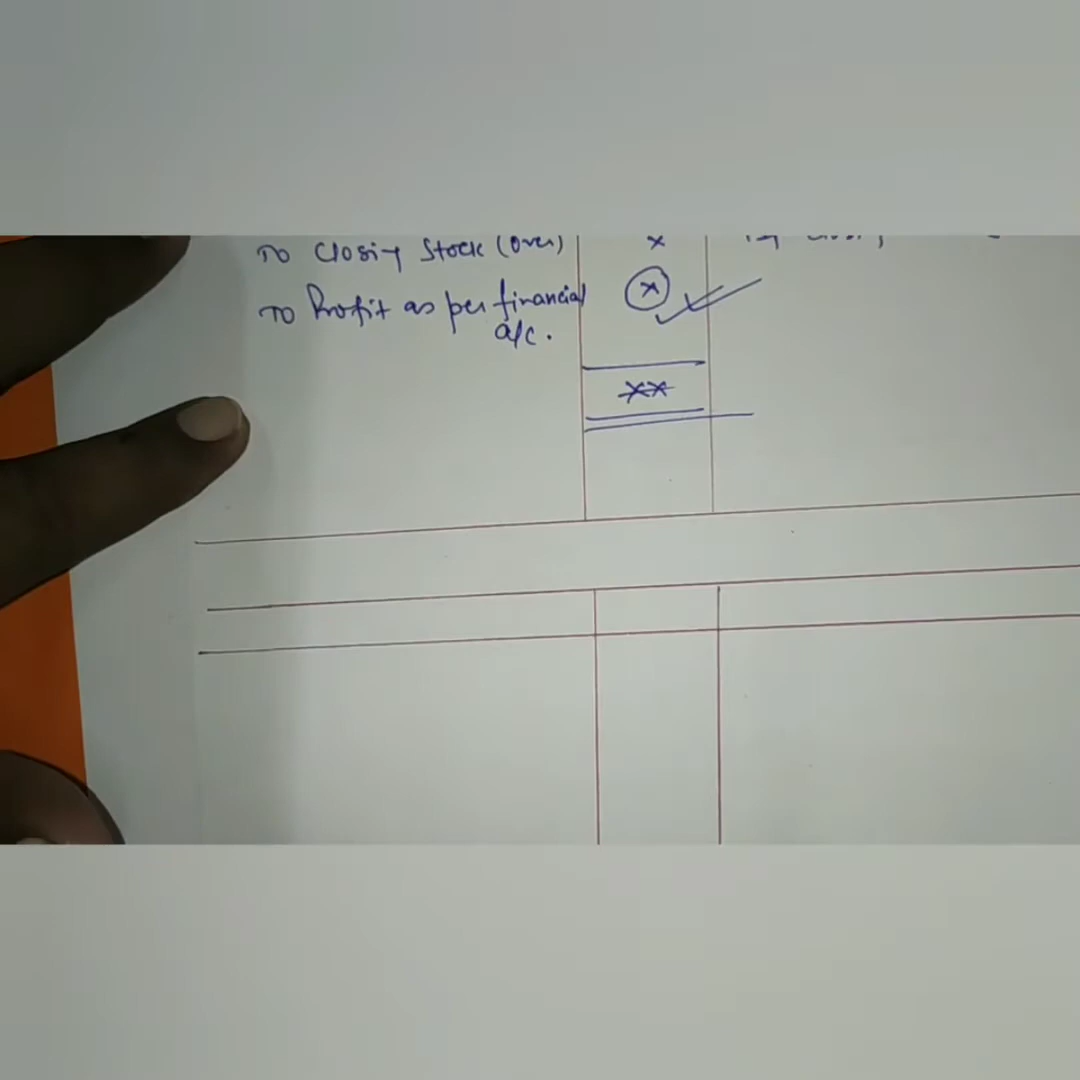 To Closing Stock (over) x
To Profit as per financial x
a/c.
xx